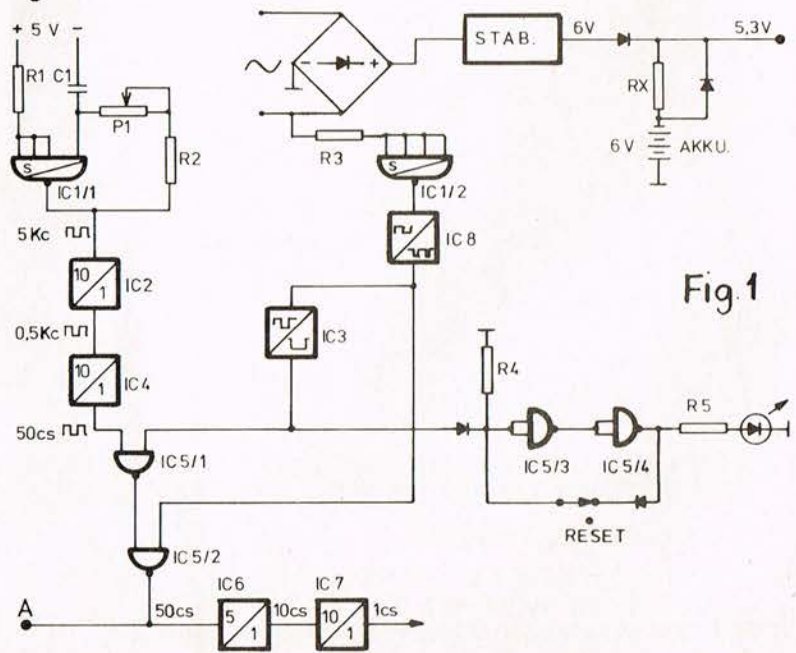 + 5 V -
R1
C1
P1
R2
S
IC1/1
5Kc
10
1
IC2
0,5Kc
10
1
IC4
50cs
IC5/1
IC5/2
A
50cs
IC6
5
1
10cs
IC7
10
1
1cs
- +
STAB.
6V
5,3V
RX
6V
AKKU.
R3
S
IC1/2
IC8
IC3
Fig.1
R4
IC5/3
IC5/4
R5
RESET